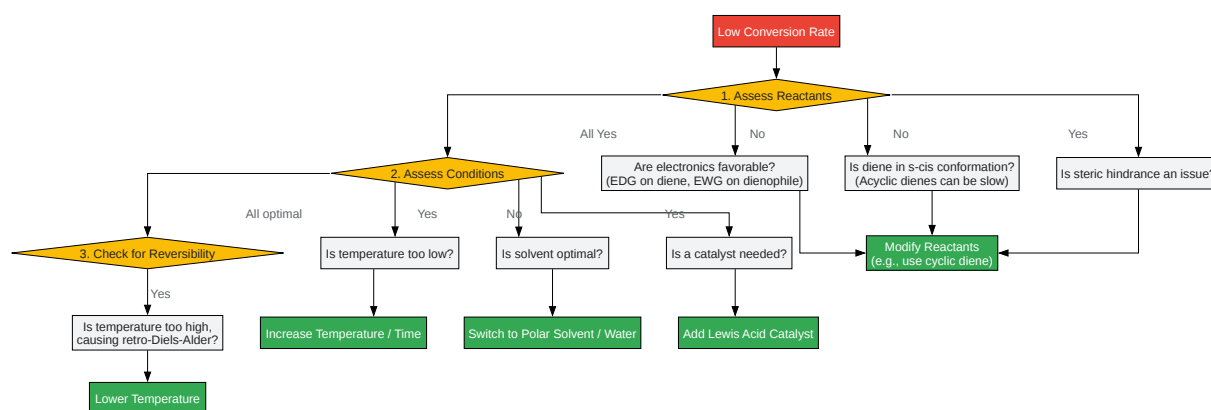 Low Conversion Rate
1. Assess Reactants
All Yes
No
No
Yes
Are electronics favorable?
(EDG on diene, EWG on dienophile)
Is diene in s-cis conformation?
(Acyclic dienes can be slow)
Is steric hindrance an issue?
2. Assess Conditions
All optimal
Yes
No
Yes
3. Check for Reversibility
Is temperature too low?
Is solvent optimal?
Is a catalyst needed?
Modify Reactants
(e.g., use cyclic diene)
Yes
Is temperature too high,
causing retro-Diels-Alder?
Increase Temperature / Time
Switch to Polar Solvent / Water
Add Lewis Acid Catalyst
Lower Temperature